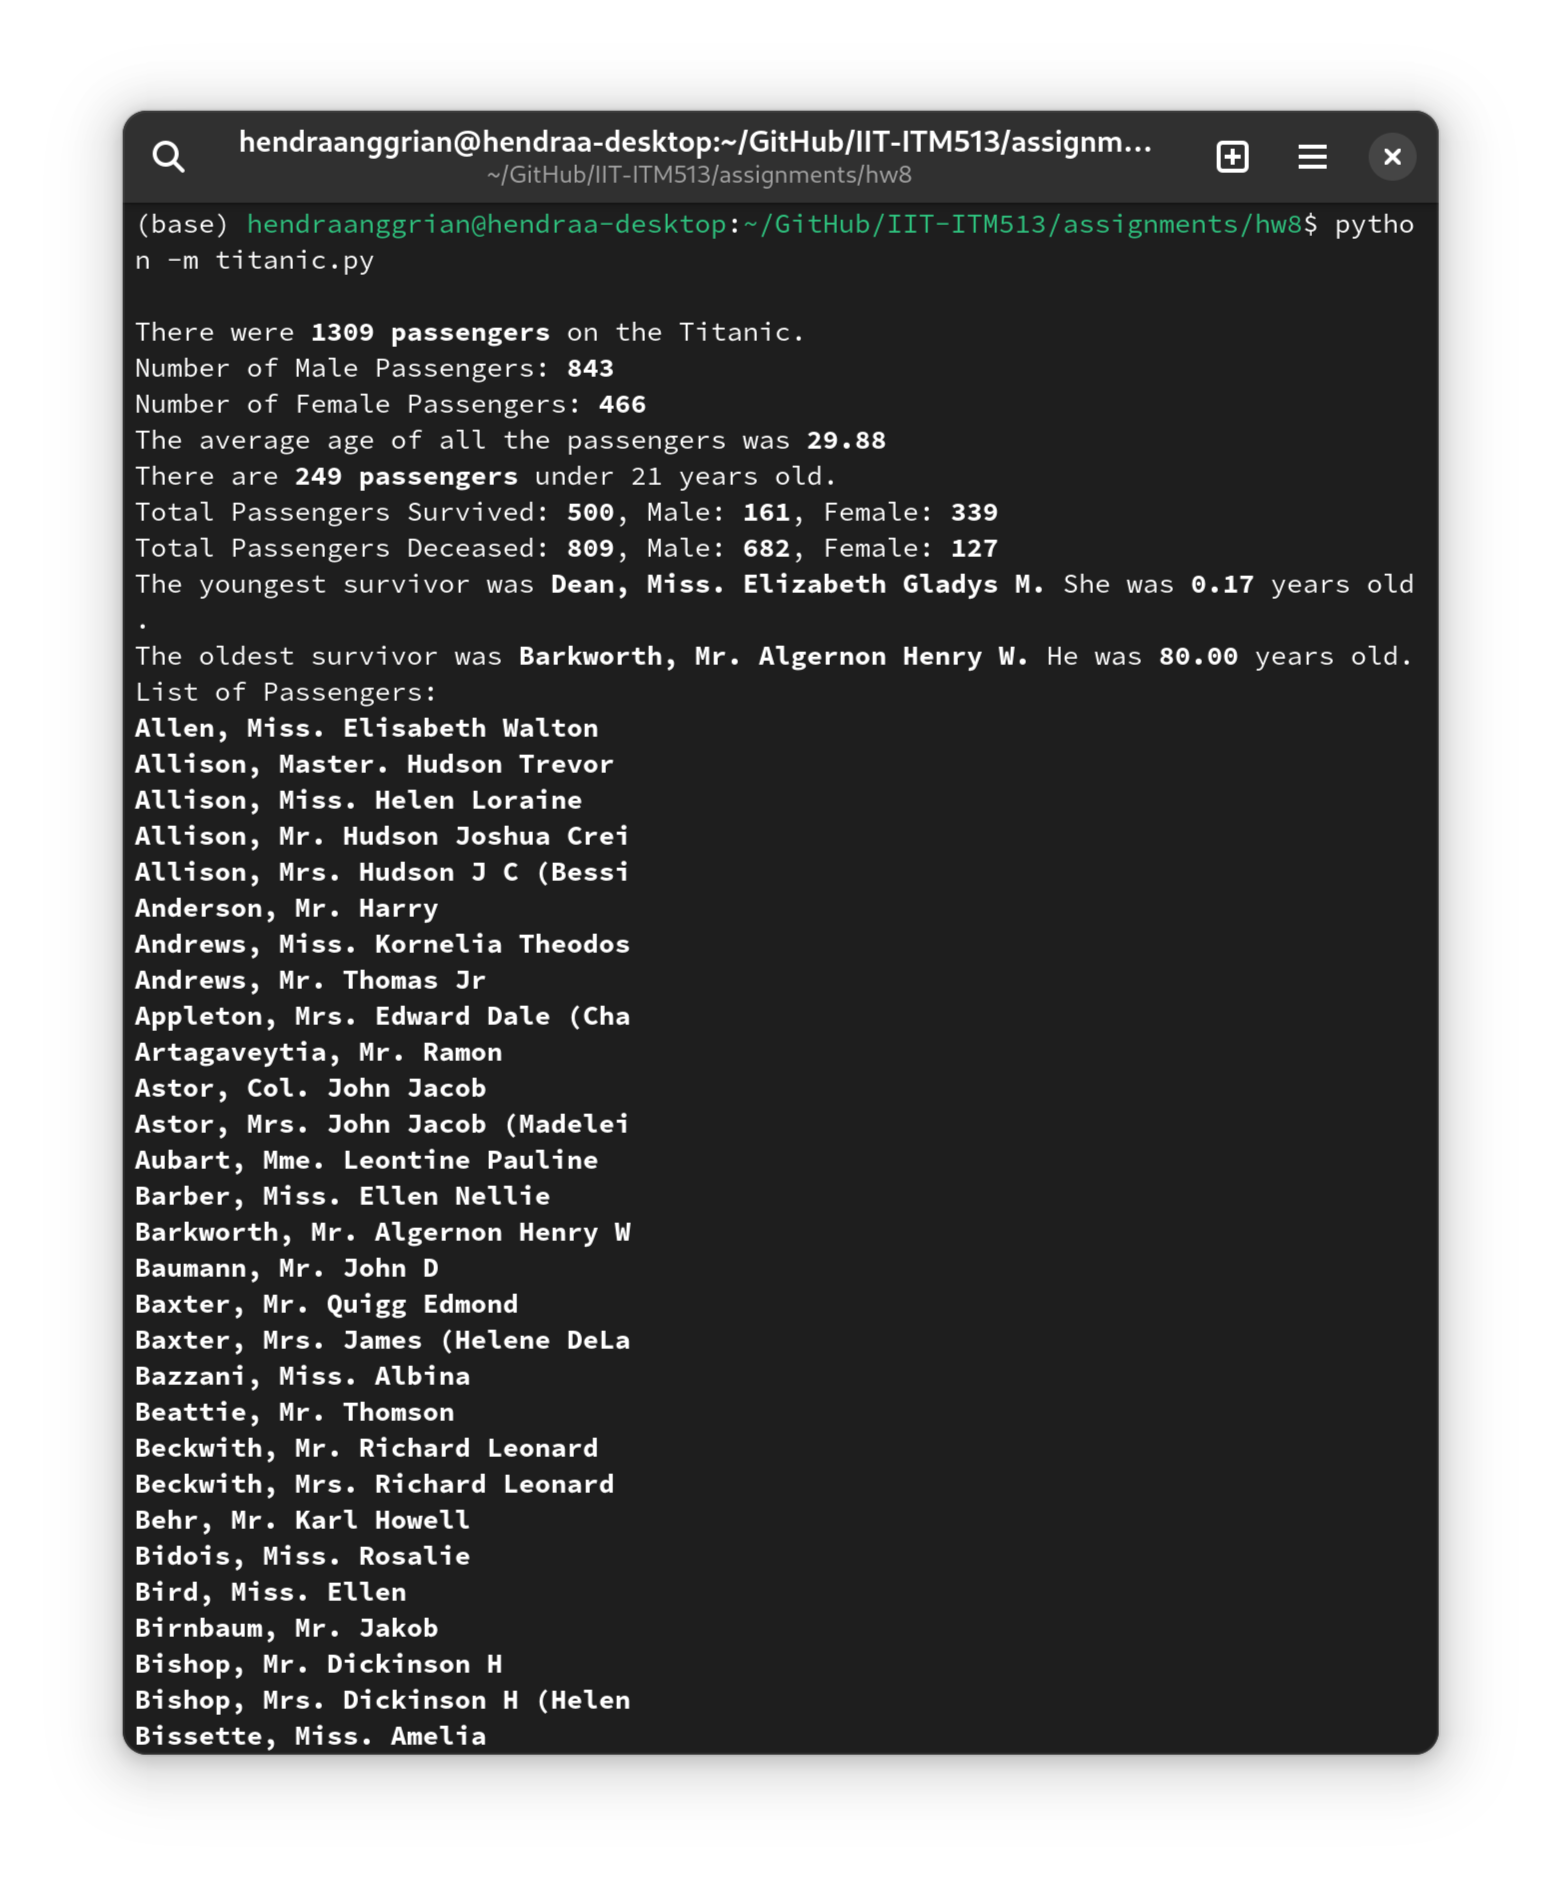 hendraanggrian@hendraa-desktop:~/GitHub/IIT-ITM513/assignm...
~/GitHub/IIT-ITM513/assignments/hw8
(base) hendraanggrian@hendraa-desktop:~/GitHub/IIT-ITM513/assignments/hw8$ pytho
n -m titanic.py
There were 1309 passengers on the Titanic.
Number of Male Passengers: 843
Number of Female Passengers: 466
The average age of all the passengers was 29.88
There are 249 passengers under 21 years old.
Total Passengers Survived: 500, Male: 161, Female: 339
Total Passengers Deceased: 809, Male: 682, Female: 127
The youngest survivor was Dean, Miss. Elizabeth Gladys M. She was 0.17 years old
.
The oldest survivor was Barkworth, Mr. Algernon Henry W. He was 80.00 years old.
List of Passengers:
Allen, Miss. Elisabeth Walton
Allison, Master. Hudson Trevor
Allison, Miss. Helen Loraine
Allison, Mr. Hudson Joshua Crei
Allison, Mrs. Hudson J C (Bessi
Anderson, Mr. Harry
Andrews, Miss. Kornelia Theodos
Andrews, Mr. Thomas Jr
Appleton, Mrs. Edward Dale (Cha
Artagaveytia, Mr. Ramon
Astor, Col. John Jacob
Astor, Mrs. John Jacob (Madelei
Aubart, Mme. Leontine Pauline
Barber, Miss. Ellen Nellie
Barkworth, Mr. Algernon Henry W
Baumann, Mr. John D
Baxter, Mr. Quigg Edmond
Baxter, Mrs. James (Helene DeLa
Bazzani, Miss. Albina
Beattie, Mr. Thomson
Beckwith, Mr. Richard Leonard
Beckwith, Mrs. Richard Leonard
Behr, Mr. Karl Howell
Bidois, Miss. Rosalie
Bird, Miss. Ellen
Birnbaum, Mr. Jakob
Bishop, Mr. Dickinson H
Bishop, Mrs. Dickinson H (Helen
Bissette, Miss. Amelia